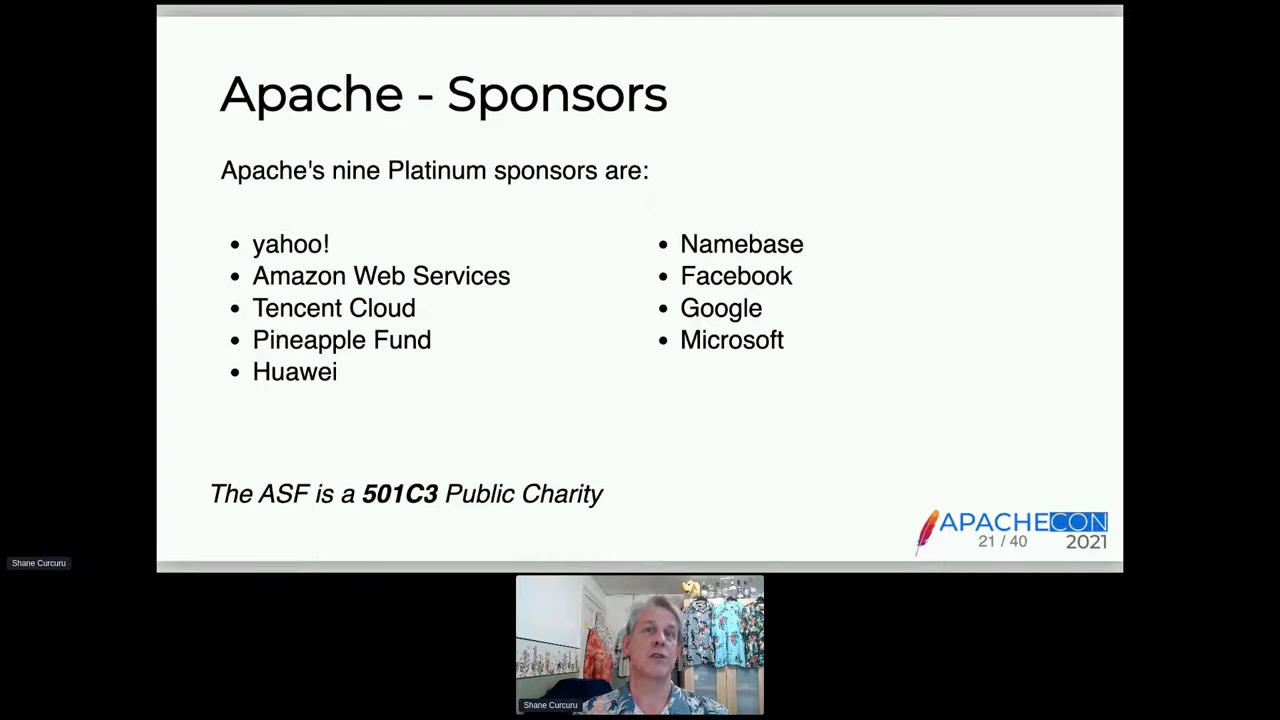 Apache - Sponsors
Apache's nine Platinum sponsors are:
• yahoo!
• Amazon Web Services
• Tencent Cloud
• Pineapple Fund
• Huawei
• Namebase
• Facebook
• Google
• Microsoft
The ASF is a 501C3 Public Charity
APACHECON
21 / 40
2021
Shane Curcuru
Shane Curcuru